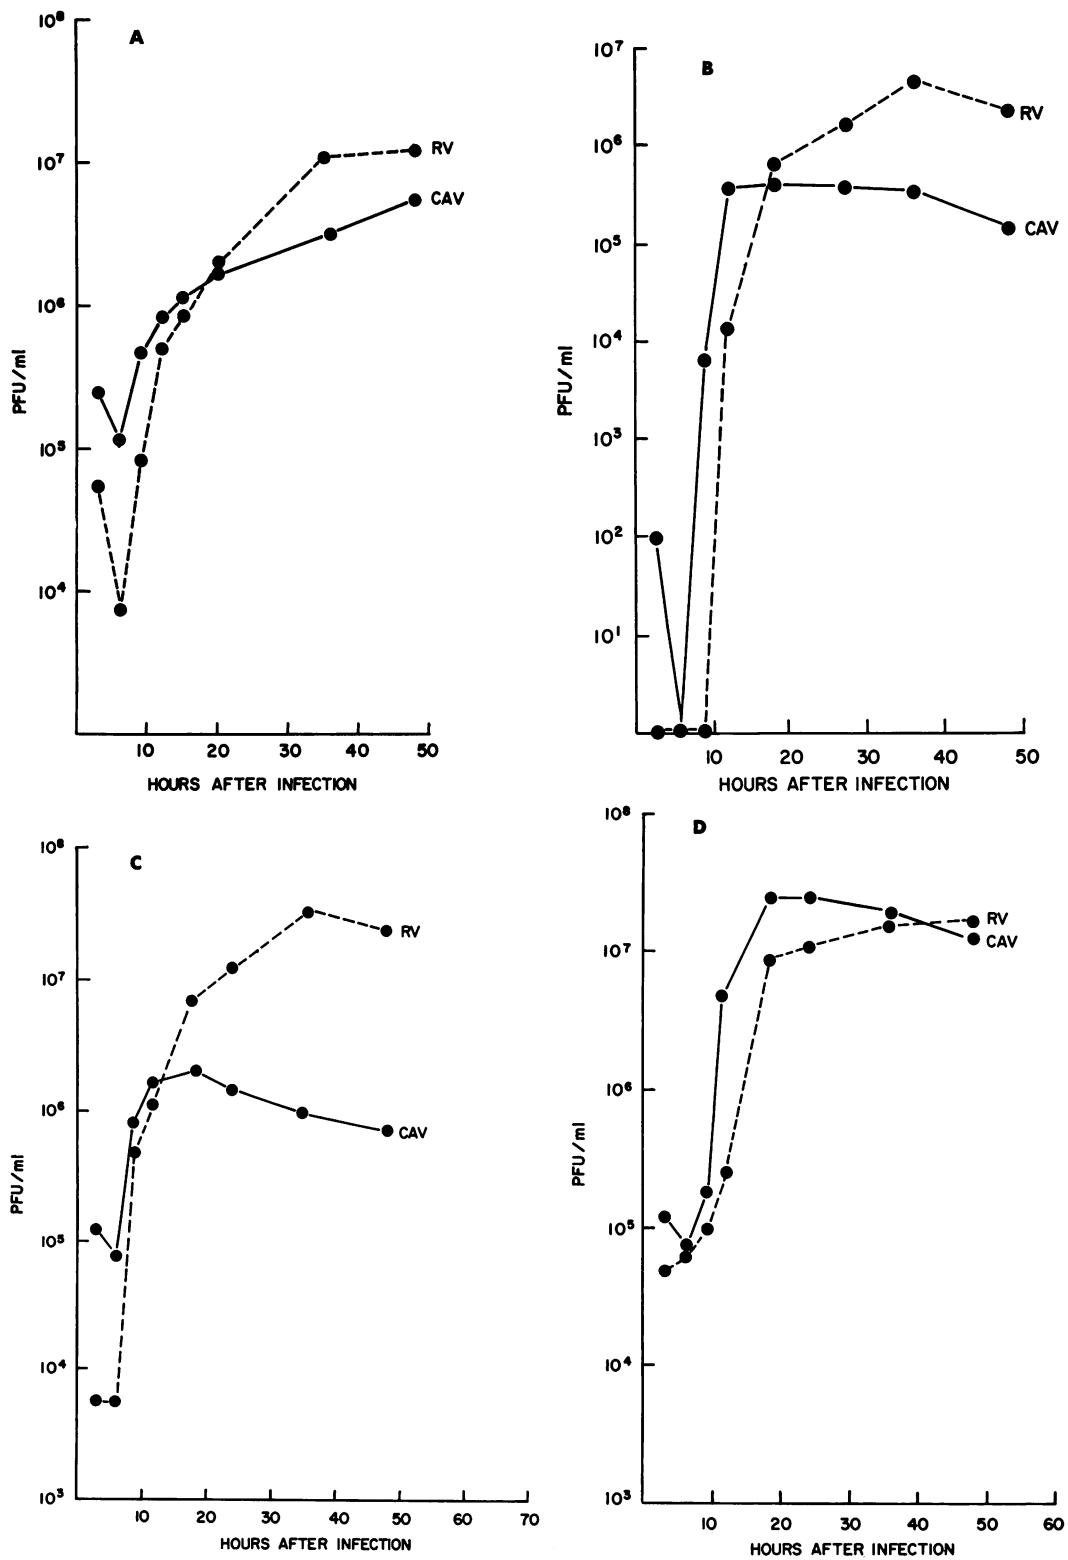 A
10⁸
10⁷
10⁶
10⁵
10⁴
PFU/ml
RV
CAV
10 20 30 40 50
HOURS AFTER INFECTION
B
10⁷
10⁶
10⁵
10⁴
10³
10²
10¹
PFU/ml
RV
CAV
10 20 30 40 50
HOURS AFTER INFECTION
C
10⁸
10⁷
10⁶
10⁵
10⁴
10³
PFU/ml
RV
CAV
10 20 30 40 50 60 70
HOURS AFTER INFECTION
D
10⁸
10⁷
10⁶
10⁵
10⁴
10³
PFU/ml
RV
CAV
10 20 30 40 50 60
HOURS AFTER INFECTION